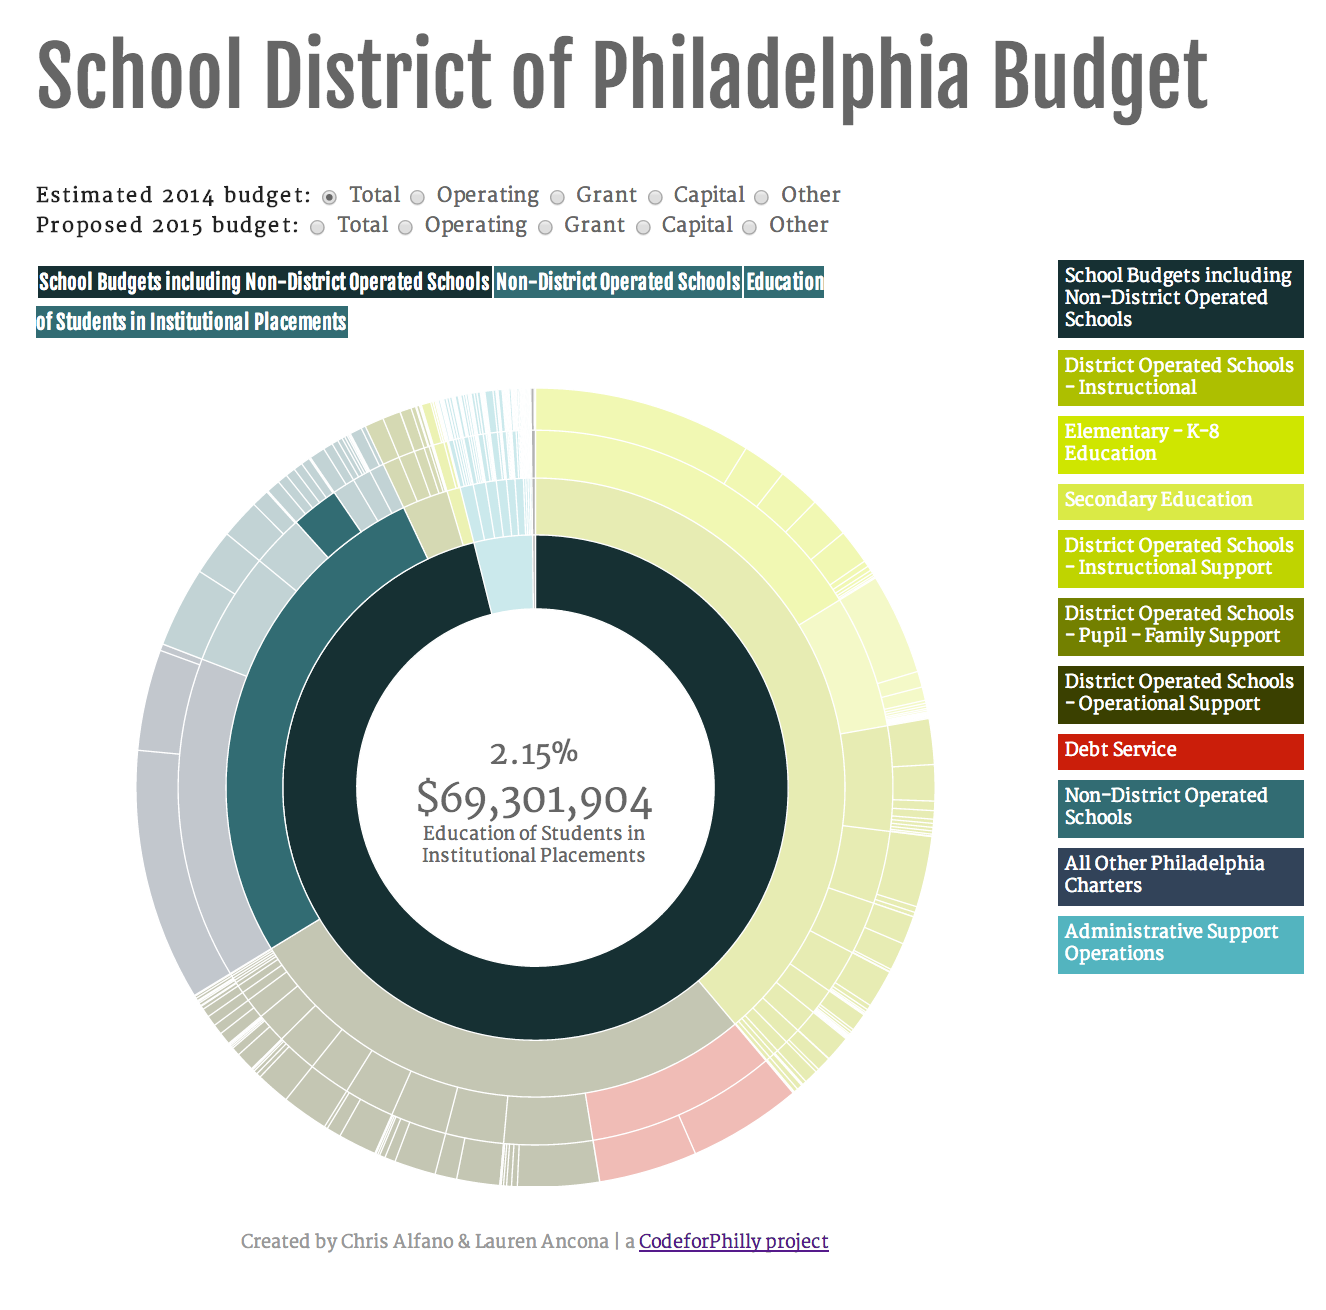 School District of Philadelphia Budget
Estimated 2014 budget: Total Operating Grant Capital Other
Proposed 2015 budget: Total Operating Grant Capital Other
School Budgets including Non-District Operated Schools Non-District Operated Schools Education
of Students in Institutional Placements
2.15%
$69,301,904
Education of Students in
Institutional Placements
School Budgets including
Non-District Operated
Schools
District Operated Schools
- Instructional
Elementary - K-8
Education
Secondary Education
District Operated Schools
- Instructional Support
District Operated Schools
- Pupil - Family Support
District Operated Schools
- Operational Support
Debt Service
Non-District Operated
Schools
All Other Philadelphia
Charters
Administrative Support
Operations
Created by Chris Alfano & Lauren Ancona | a CodeforPhilly project